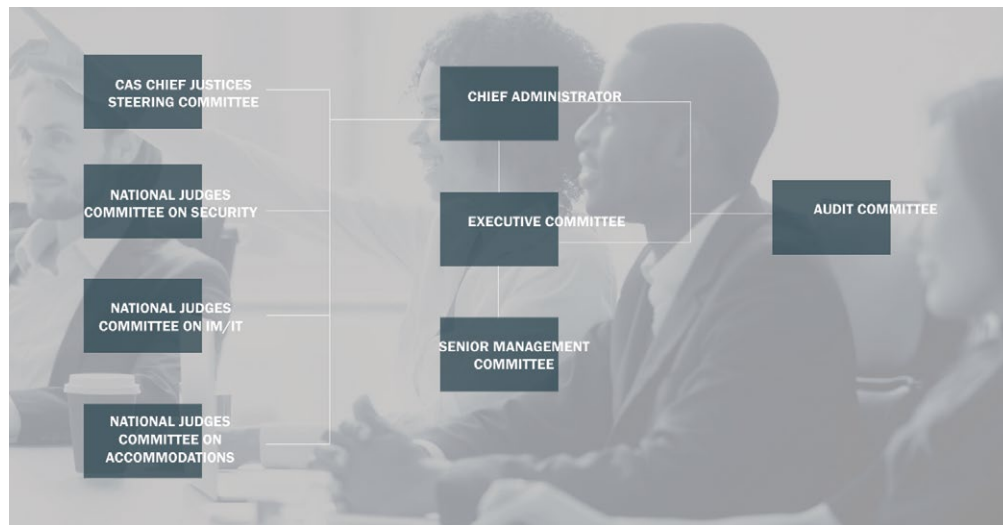 CAS CHIEF JUSTICES
STEERING COMMITTEE
NATIONAL JUDGES
COMMITTEE ON SECURITY
NATIONAL JUDGES
COMMITTEE ON IM/IT
NATIONAL JUDGES
COMMITTEE ON
ACCOMMODATIONS
CHIEF ADMINISTRATOR
EXECUTIVE COMMITTEE
SENIOR MANAGEMENT
COMMITTEE
AUDIT COMMITTEE